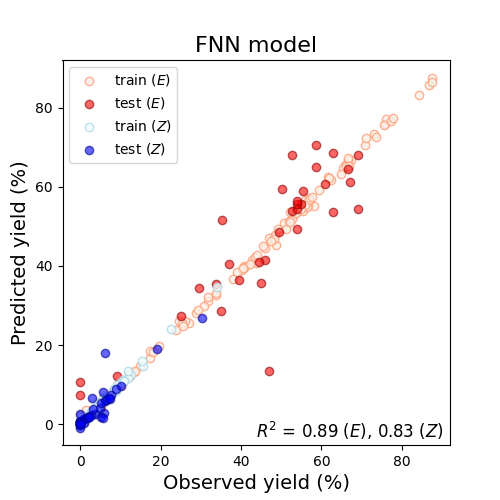 FNN model
train (E)
test (E)
train (Z)
test (Z)
Predicted yield (%)
80
60
40
20
0
R² = 0.89 (E), 0.83 (Z)
0 20 40 60 80
Observed yield (%)